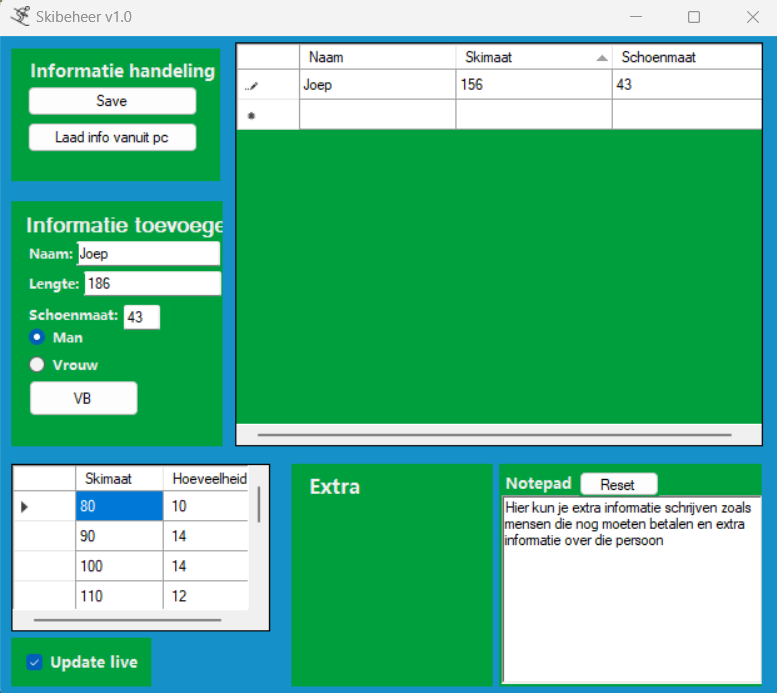 Skibeheer v1.0
Informatie handeling
Save
Laad info vanuit pc
Naam Skimaat Schoenmaat
Joep 156 43
Informatie toevoege
Naam: Joep
Lengte: 186
Schoenmaat: 43
Man
Vrouw
VB
Skimaat Hoeveelheid
80 10
90 14
100 14
110 12
Update live
Extra
Notepad Reset
Hier kun je extra informatie schrijven zoals
mensen die nog moeten betalen en extra
informatie over die persoon